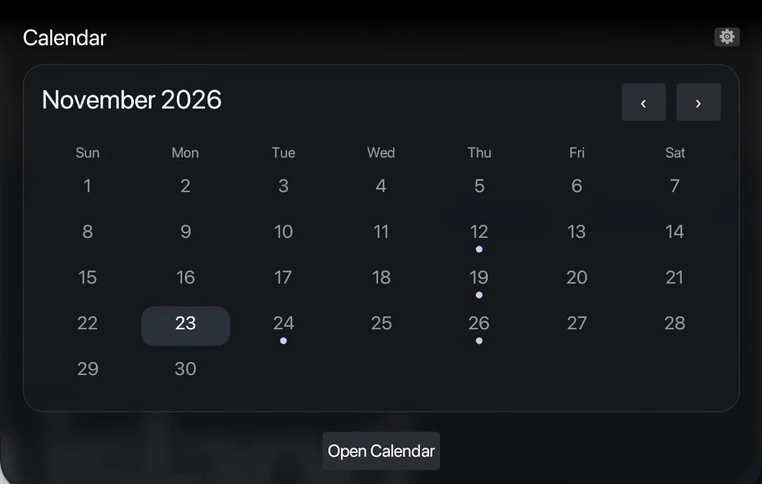 Calendar
November 2026
‹ ›
Sun Mon Tue Wed Thu Fri Sat
1 2 3 4 5 6 7
8 9 10 11 12 13 14
15 16 17 18 19 20 21
22 23 24 25 26 27 28
29 30
Open Calendar